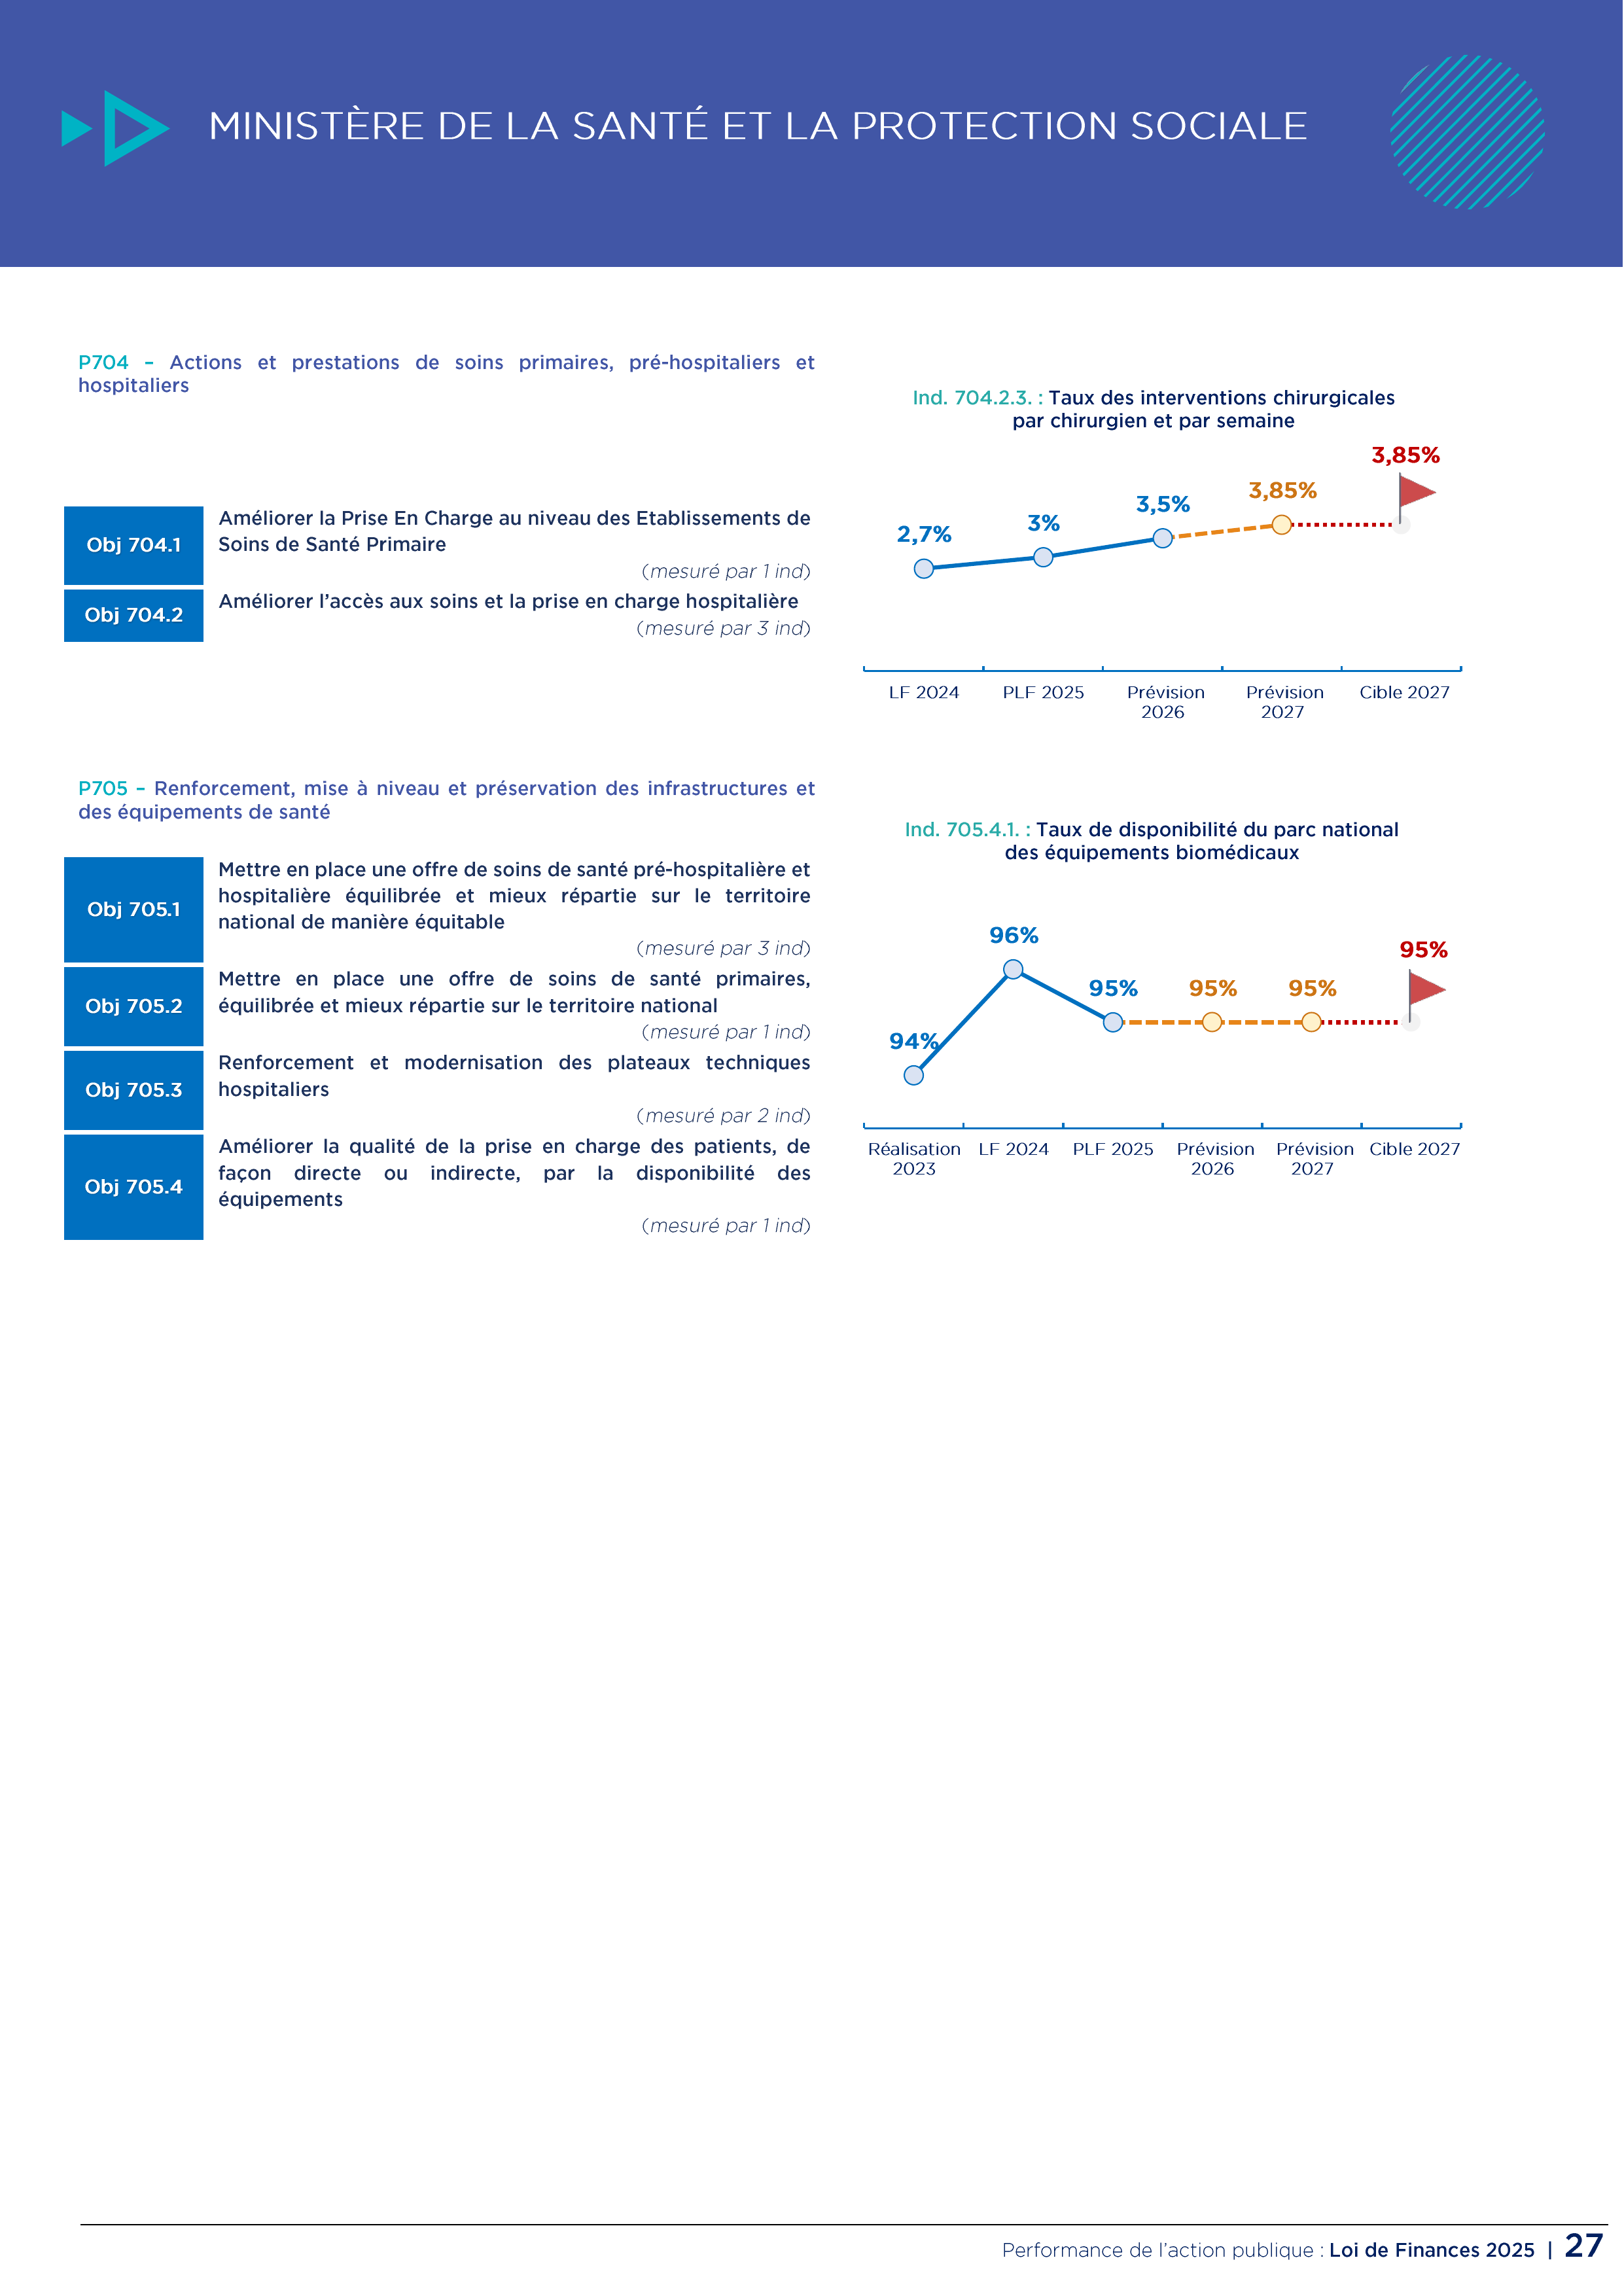 MINISTÈRE DE LA SANTÉ ET LA PROTECTION SOCIALE
P704 – Actions et prestations de soins primaires, pré-hospitaliers et
hospitaliers
Obj 704.1
Améliorer la Prise En Charge au niveau des Etablissements de
Soins de Santé Primaire
(mesuré par 1 ind)
Obj 704.2
Améliorer l’accès aux soins et la prise en charge hospitalière
(mesuré par 3 ind)
Ind. 704.2.3. : Taux des interventions chirurgicales
par chirurgien et par semaine
2,7%
3%
3,5%
3,85%
3,85%
LF 2024
PLF 2025
Prévision
2026
Prévision
2027
Cible 2027
P705 – Renforcement, mise à niveau et préservation des infrastructures et
des équipements de santé
Obj 705.1
Mettre en place une offre de soins de santé pré-hospitalière et
hospitalière équilibrée et mieux répartie sur le territoire
national de manière équitable
(mesuré par 3 ind)
Obj 705.2
Mettre en place une offre de soins de santé primaires,
équilibrée et mieux répartie sur le territoire national
(mesuré par 1 ind)
Obj 705.3
Renforcement et modernisation des plateaux techniques
hospitaliers
(mesuré par 2 ind)
Obj 705.4
Améliorer la qualité de la prise en charge des patients, de
façon directe ou indirecte, par la disponibilité des
équipements
(mesuré par 1 ind)
Ind. 705.4.1. : Taux de disponibilité du parc national
des équipements biomédicaux
94%
96%
95%
95%
95%
95%
Réalisation
2023
LF 2024
PLF 2025
Prévision
2026
Prévision
2027
Cible 2027
Performance de l’action publique : Loi de Finances 2025 | 27